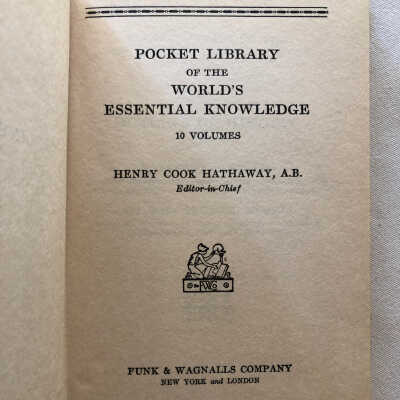 POCKET LIBRARY
OF THE
WORLD'S
ESSENTIAL KNOWLEDGE
10 VOLUMES
HENRY COOK HATHAWAY, A.B.
Editor-in-Chief
FUNK & WAGNALLS COMPANY
NEW YORK and LONDON